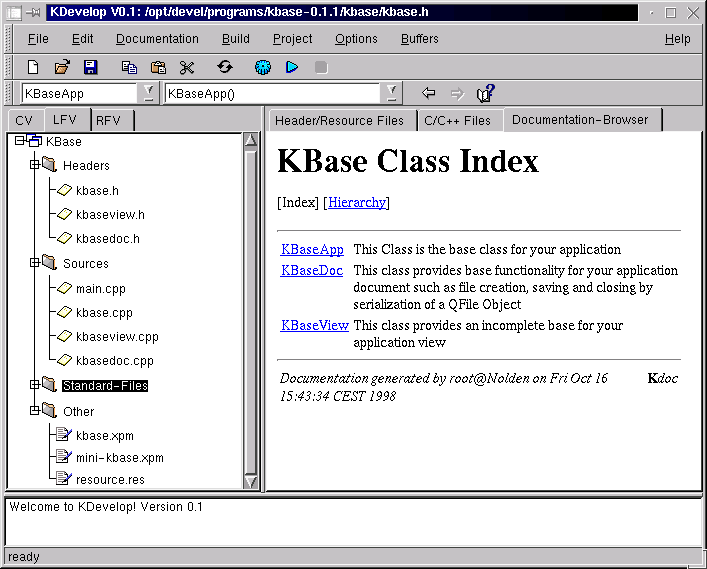 KDevelop V0.1: /opt/devel/programs/kbase-0.1.1/kbase/kbase.h
File Edit Documentation Build Project Options Buffers Help
KBaseApp KBaseApp()
CV LFV RFV
KBase
Headers
kbase.h
kbaseview.h
kbasedoc.h
Sources
main.cpp
kbase.cpp
kbaseview.cpp
kbasedoc.cpp
Standard-Files
Other
kbase.xpm
mini-kbase.xpm
resource.res
Header/Resource Files C/C++ Files Documentation-Browser
KBase Class Index
[Index] [Hierarchy]
KBaseApp This Class is the base class for your application
KBaseDoc This class provides base functionality for your application
document such as file creation, saving and closing by
serialization of a QFile Object
KBaseView This class provides an incomplete base for your
application view
Documentation generated by root@Nolden on Fri Oct 16 Kdoc
15:43:34 CEST 1998
Welcome to KDevelop! Version 0.1
ready